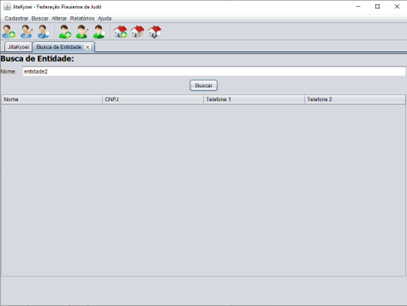 JitaKyoei - Federação Piauiense de Judô
Cadastrar Buscar Alterar Relatórios Ajuda
JitaKyoei Busca de Entidade
Busca de Entidade:
Nome: entidade2
Buscar
Nome CNPJ Telefone 1 Telefone 2